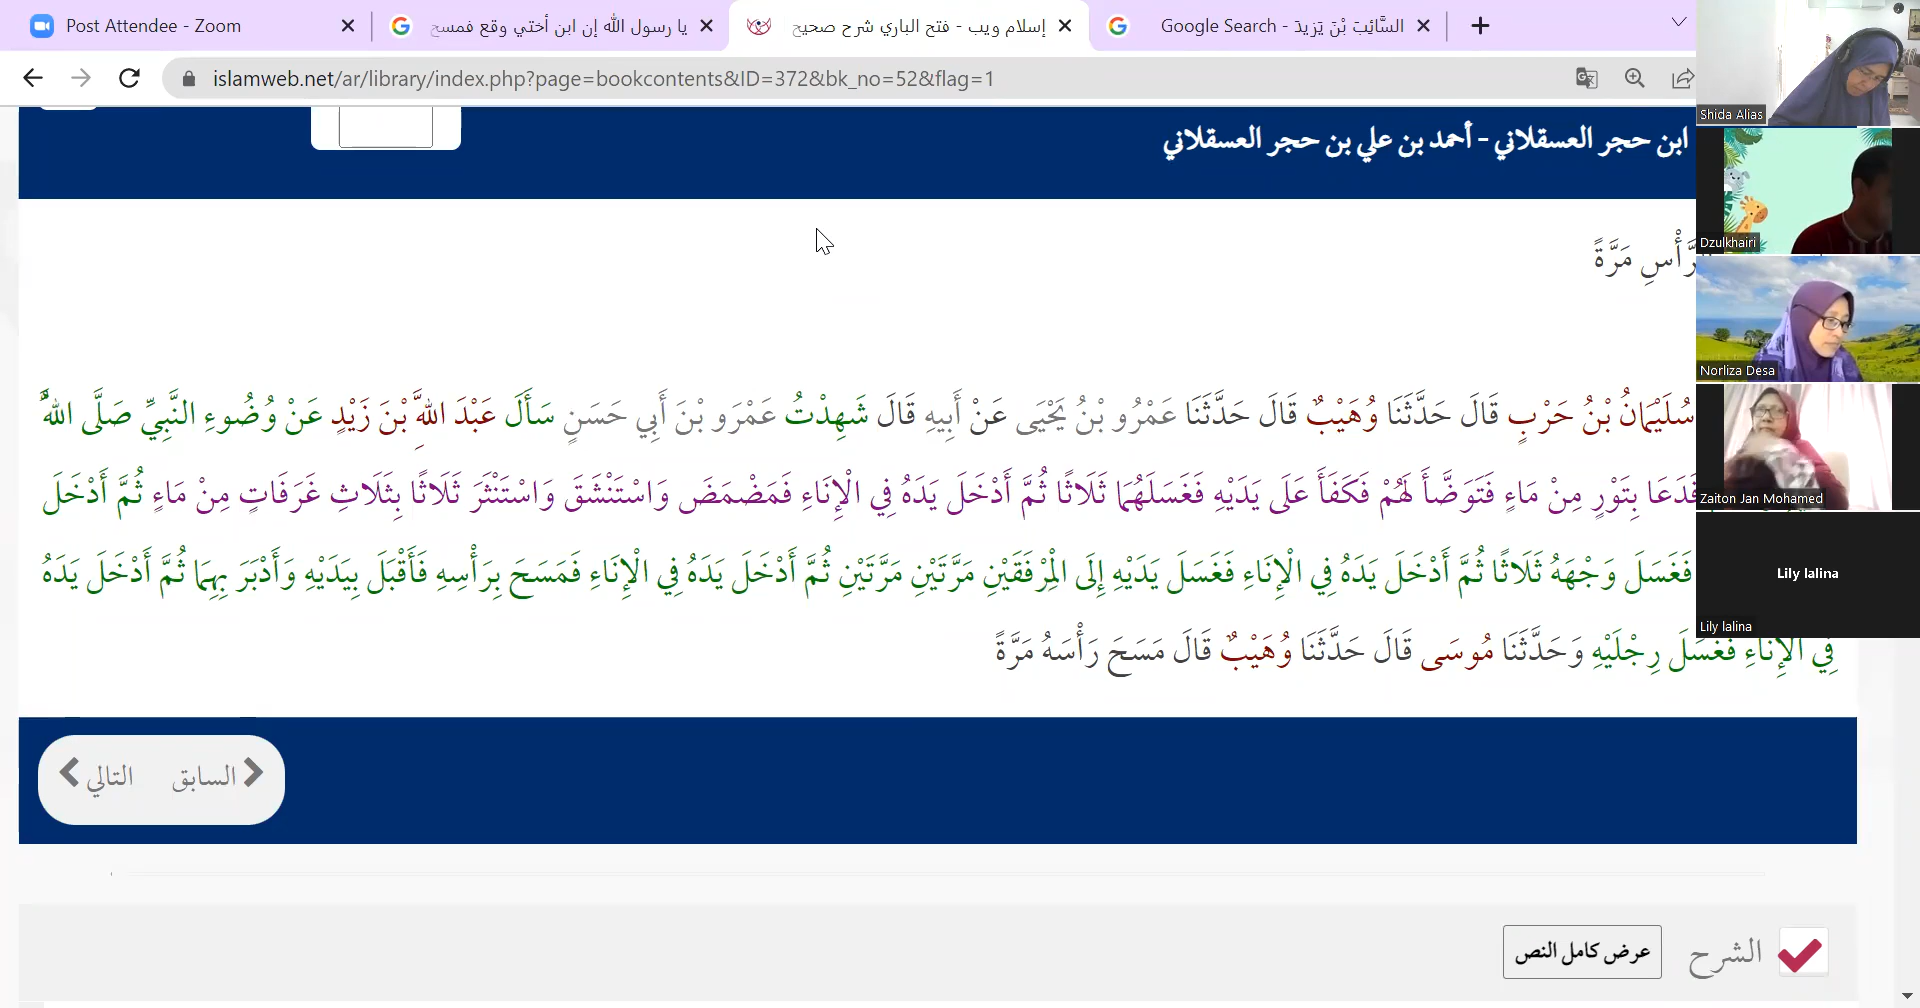 Post Attendee - Zoom
يا رسول الله إن ابن أختي وقع فمسح
إسلام ويب - فتح الباري شرح صحيح
السَّائِبَ بْنَ يَزِيدَ - Google Search
islamweb.net/ar/library/index.php?page=bookcontents&ID=372&bk_no=52&flag=1
ابن حجر العسقلاني - أحمد بن علي بن حجر العسقلاني
مَرَّةً
سُلَيْمَانُ بْنُ حَرْبٍ قَالَ حَدَّثَنَا وُهَيْبٌ قَالَ حَدَّثَنَا عَمْرُو بْنُ يَحْيَى عَنْ أَبِيهِ قَالَ شَهِدْتُ عَمْرَو بْنَ أَبِي حَسَنٍ سَأَلَ عَبْدَ اللَّهِ بْنَ زَيْدٍ عَنْ وُضُوءِ النَّبِيِّ صَلَّى اللَّهُ
فَدَعَا بِتَوْرٍ مِنْ مَاءٍ فَتَوَضَّأَ لَهُمْ فَكَفَأَ عَلَى يَدَيْهِ فَغَسَلَهُمَا ثَلَاثًا ثُمَّ أَدْخَلَ يَدَهُ فِي الْإِنَاءِ فَمَضْمَضَ وَاسْتَنْشَقَ وَاسْتَنْثَرَ ثَلَاثًا بِثَلَاثِ غَرَفَاتٍ مِنْ مَاءٍ ثُمَّ أَدْخَلَ
فَغَسَلَ وَجْهَهُ ثَلَاثًا ثُمَّ أَدْخَلَ يَدَهُ فِي الْإِنَاءِ فَغَسَلَ يَدَيْهِ إِلَى الْمِرْفَقَيْنِ مَرَّتَيْنِ مَرَّتَيْنِ ثُمَّ أَدْخَلَ يَدَهُ فِي الْإِنَاءِ فَمَسَحَ بِرَأْسِهِ فَأَقْبَلَ بِيَدَيْهِ وَأَدْبَرَ بِهِمَا ثُمَّ أَدْخَلَ يَدَهُ
فِي الْإِنَاءِ فَغَسَلَ رِجْلَيْهِ وَحَدَّثَنَا مُوسَى قَالَ حَدَّثَنَا وُهَيْبٌ قَالَ مَسَحَ رَأْسَهُ مَرَّةً
السابق التالي
الشرح
عرض كامل النص
Shida Alias
Dzulkhairi
Norliza Desa
Zaiton Jan Mohamed
Lily lalina
Lily lalina